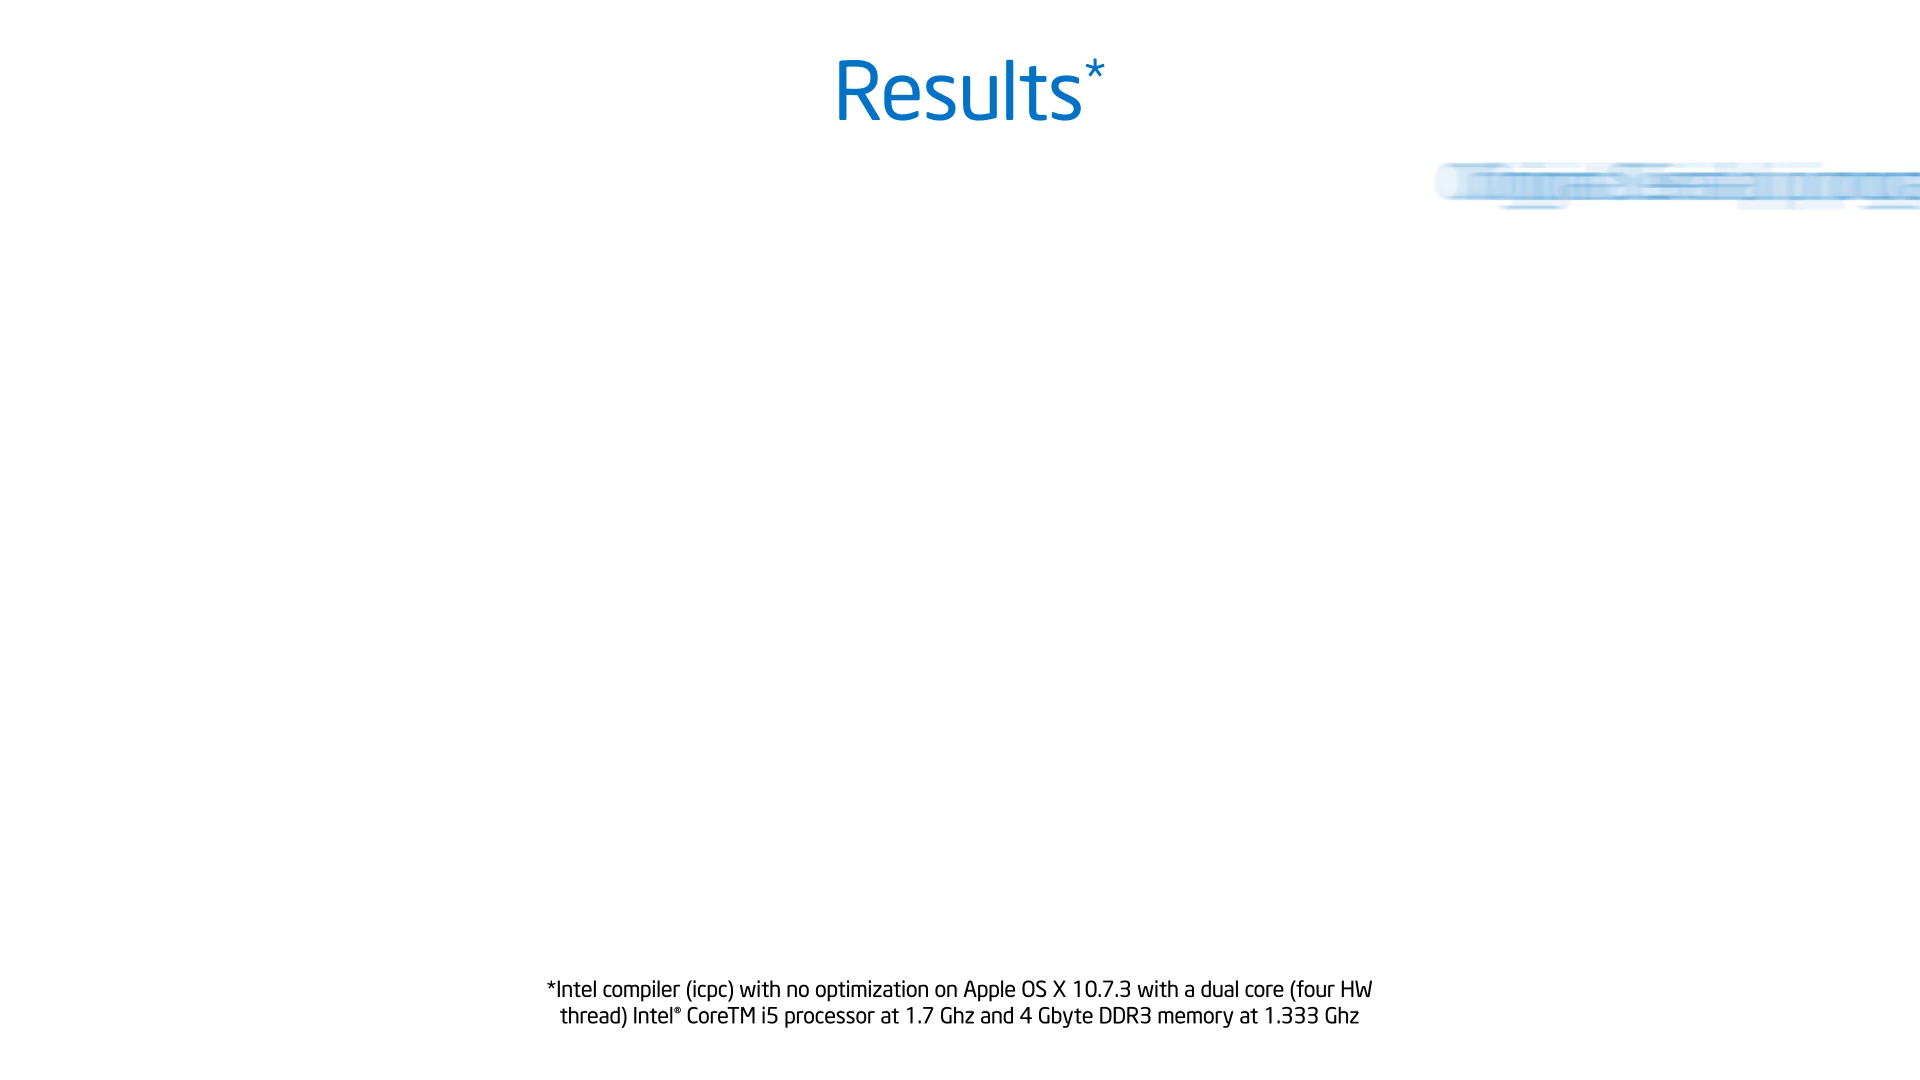 Results*
*Intel compiler (icpc) with no optimization on Apple OS X 10.7.3 with a dual core (four HW
thread) Intel® CoreTM i5 processor at 1.7 Ghz and 4 Gbyte DDR3 memory at 1.333 Ghz